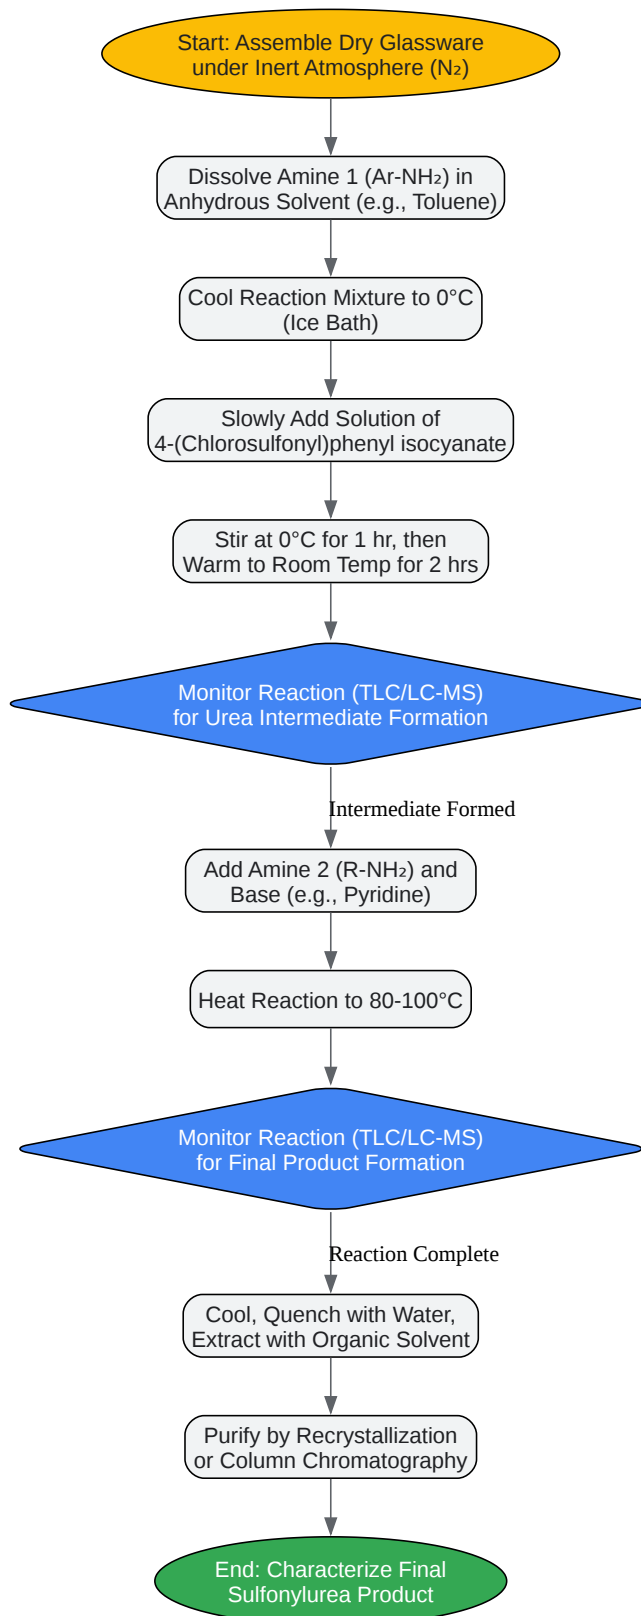 Start: Assemble Dry Glassware
under Inert Atmosphere (N₂)
Dissolve Amine 1 (Ar-NH₂) in
Anhydrous Solvent (e.g., Toluene)
Cool Reaction Mixture to 0°C
(Ice Bath)
Slowly Add Solution of
4-(Chlorosulfonyl)phenyl isocyanate
Stir at 0°C for 1 hr, then
Warm to Room Temp for 2 hrs
Monitor Reaction (TLC/LC-MS)
for Urea Intermediate Formation
Intermediate Formed
Add Amine 2 (R-NH₂) and
Base (e.g., Pyridine)
Heat Reaction to 80-100°C
Monitor Reaction (TLC/LC-MS)
for Final Product Formation
Reaction Complete
Cool, Quench with Water,
Extract with Organic Solvent
Purify by Recrystallization
or Column Chromatography
End: Characterize Final
Sulfonylurea Product